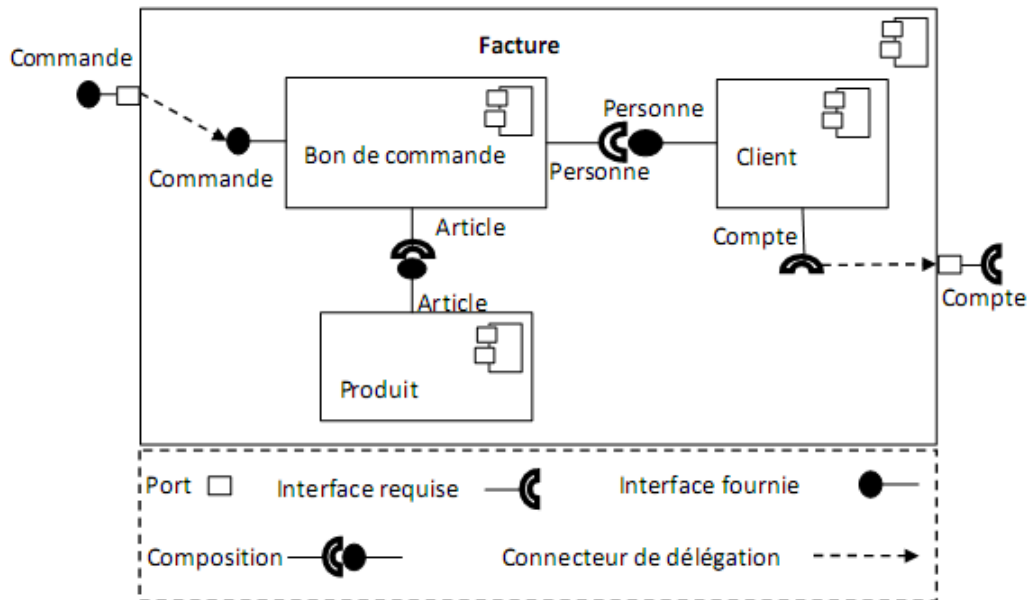 Facture
Commande
Commande
Bon de commande
Personne
Personne
Client
Article
Article
Compte
Compte
Produit
Port
Interface requise
Interface fournie
Composition
Connecteur de délégation